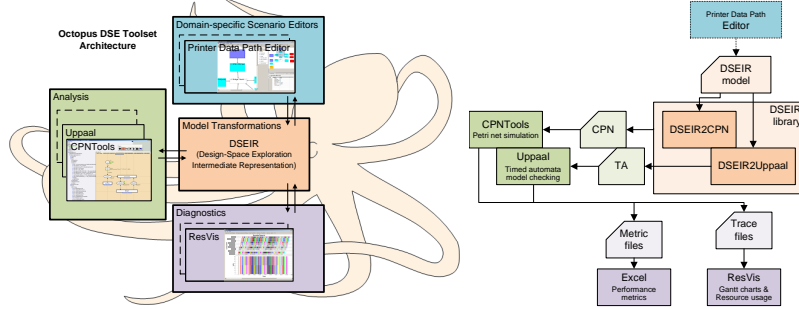 Octopus DSE Toolset
Architecture
Domain-specific Scenario Editors
Printer Data Path Editor
Analysis
Uppaal
CPNTools
Model Transformations
DSEIR
(Design-Space Exploration
Intermediate Representation)
Diagnostics
ResVis
Printer Data Path
Editor
DSEIR
model
DSEIR
library
CPNTools
Petri net simulation
CPN
DSEIR2CPN
Uppaal
Timed automata
model checking
TA
DSEIR2Uppaal
Metric
files
Trace
files
Excel
Performance
metrics
ResVis
Gantt charts &
Resource usage